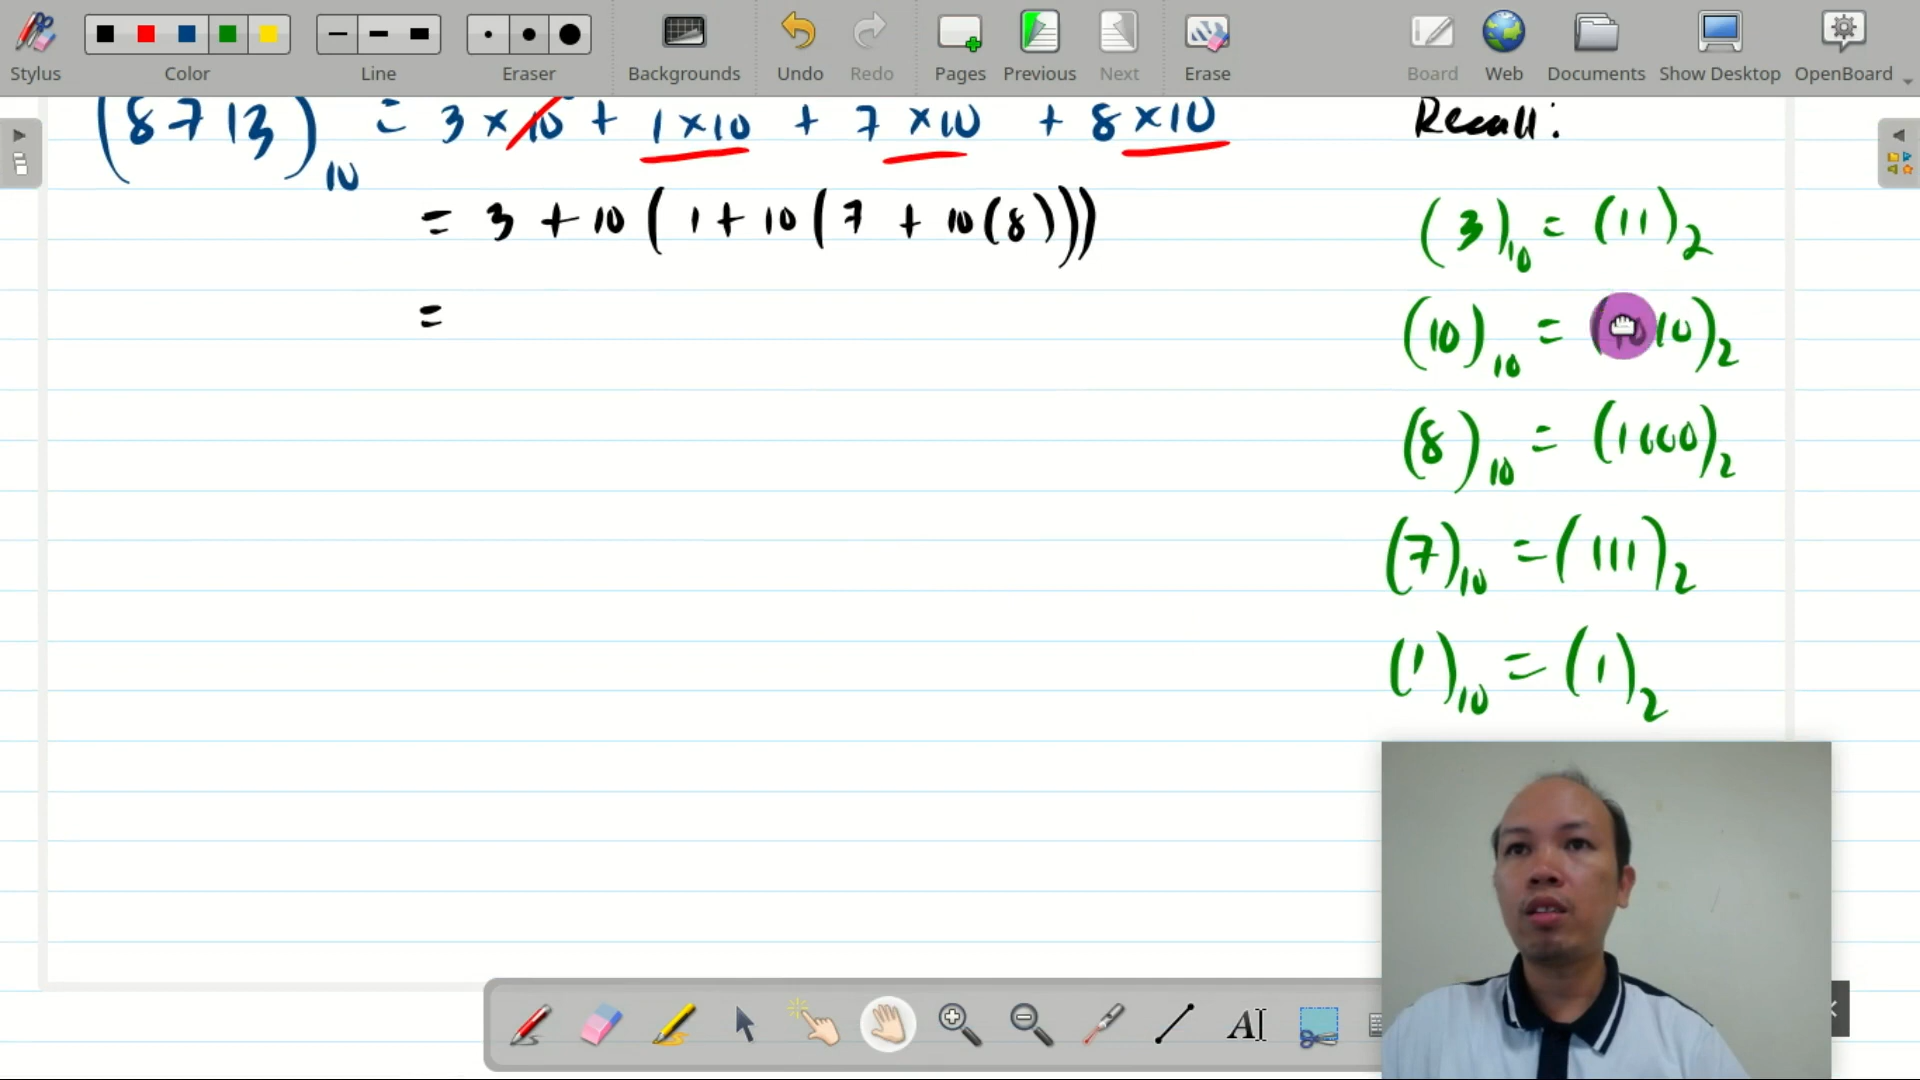 Stylus Color Line Eraser Backgrounds Undo Redo Pages Previous Next Erase Board Web Documents Show Desktop OpenBoard
(8713)₁₀ = 3 × 10 + 1 × 10 + 7 × 10 + 8 × 10
= 3 + 10 ( 1 + 10 ( 7 + 10 (8)))
=
Recall:
(3)₁₀ = (11)₂
(10)₁₀ = (1010)₂
(8)₁₀ = (1000)₂
(7)₁₀ = (111)₂
(1)₁₀ = (1)₂